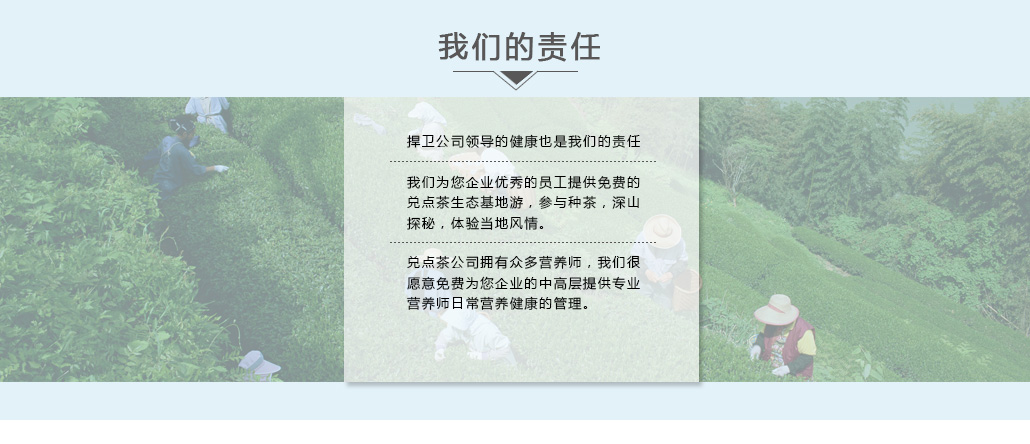 我们的责任
捍卫公司领导的健康也是我们的责任
我们为您企业优秀的员工提供免费的
兑点茶生态基地游，参与种茶，深山
探秘，体验当地风情。
兑点茶公司拥有众多营养师，我们很
愿意免费为您企业的中高层提供专业
营养师日常营养健康的管理。